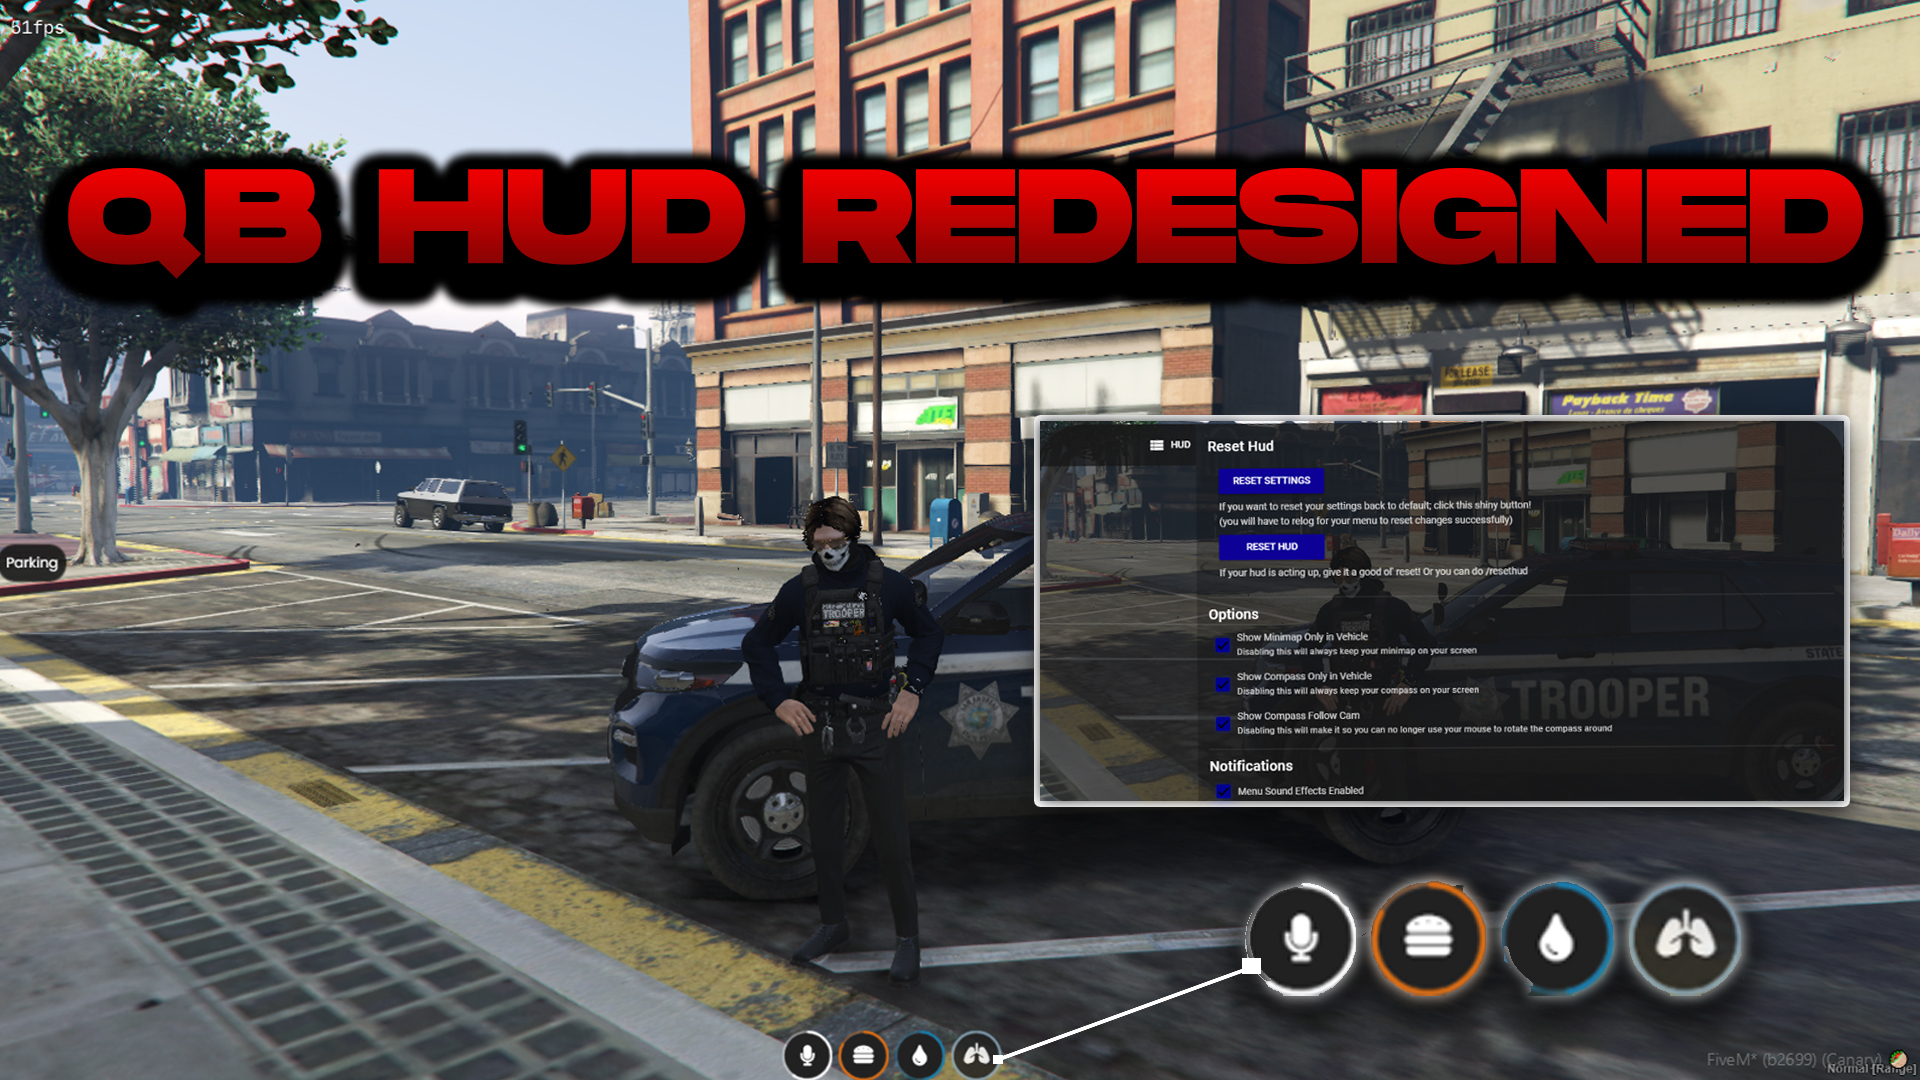 51fps
QB HUD REDESIGNED
FOR LEASE
Payback Time
Parking
HUD
Reset Hud
RESET SETTINGS
If you want to reset your settings back to default; click this shiny button!
(you will have to relog for your menu to reset changes successfully)
RESET HUD
If your hud is acting up, give it a good ol' reset! Or you can do /resethud
Options
Show Minimap Only in Vehicle
Disabling this will always keep your minimap on your screen
Show Compass Only in Vehicle
Disabling this will always keep your compass on your screen
Show Compass Follow Cam
Disabling this will make it so you can no longer use your mouse to rotate the compass around
Notifications
Menu Sound Effects Enabled
TROOPER
STATE
TROOPER
Daily
FiveM* (b2699) (Canary)
Normal [Range]